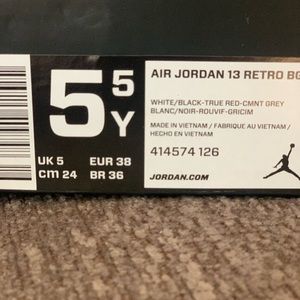 5 5
Y
UK 5 EUR 38
cm 24 BR 36
AIR JORDAN 13 RETRO BG
WHITE/BLACK-TRUE RED-CMNT GREY
BLANC/NOIR-ROUVIF-GRICIM
MADE IN VIETNAM / FABRIQUE AU VIETNAM /
HECHO EN VIETNAM
414574 126
JORDAN.COM